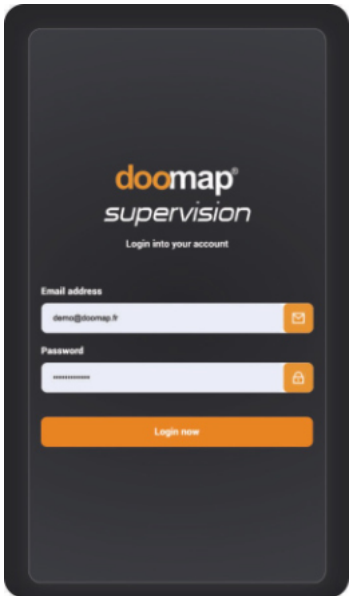 doomap®
supervision
Login into your account
Email address
demo@doomap.fr
Password
••••••••••••
Login now